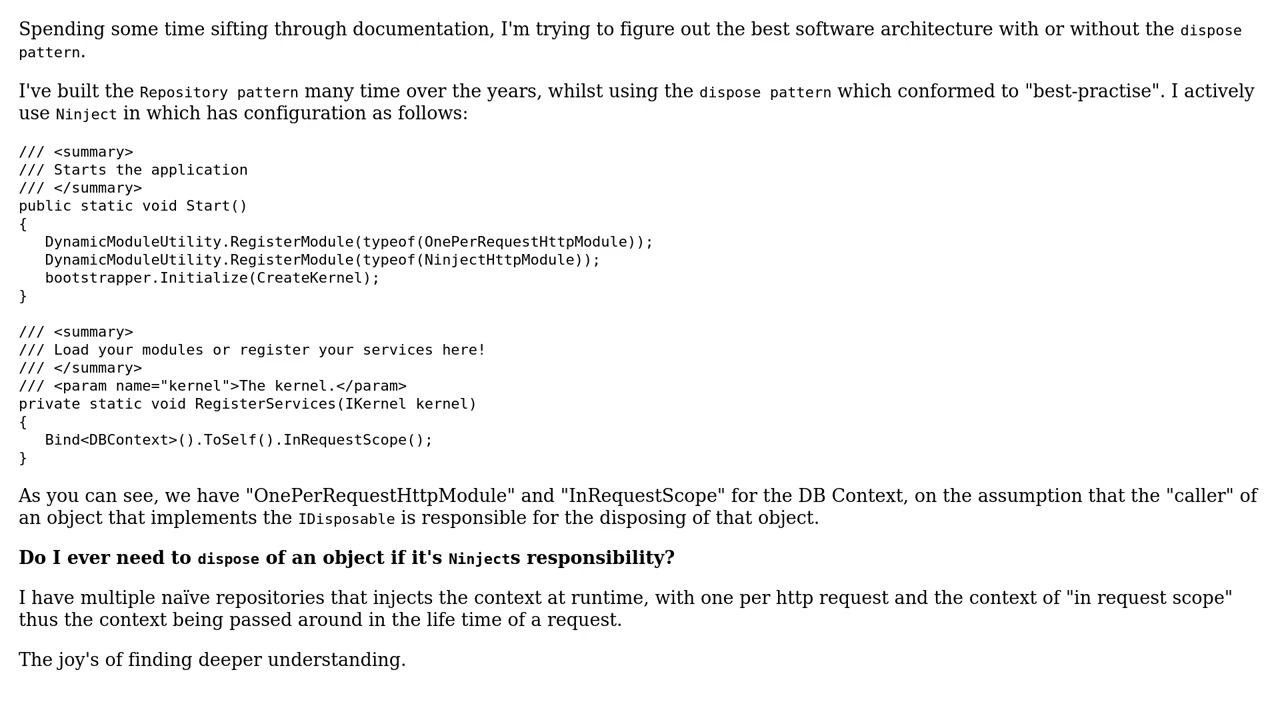 Spending some time sifting through documentation, I'm trying to figure out the best software architecture with or without the dispose
pattern.
I've built the Repository pattern many time over the years, whilst using the dispose pattern which conformed to "best-practise". I actively
use Ninject in which has configuration as follows:
/// <summary>
/// Starts the application
/// </summary>
public static void Start()
{
   DynamicModuleUtility.RegisterModule(typeof(OnePerRequestHttpModule));
   DynamicModuleUtility.RegisterModule(typeof(NinjectHttpModule));
   bootstrapper.Initialize(CreateKernel);
}
/// <summary>
/// Load your modules or register your services here!
/// </summary>
/// <param name="kernel">The kernel.</param>
private static void RegisterServices(IKernel kernel)
{
   Bind<DBContext>().ToSelf().InRequestScope();
}
As you can see, we have "OnePerRequestHttpModule" and "InRequestScope" for the DB Context, on the assumption that the "caller" of
an object that implements the IDisposable is responsible for the disposing of that object.
Do I ever need to dispose of an object if it's Ninjects responsibility?
I have multiple naïve repositories that injects the context at runtime, with one per http request and the context of "in request scope"
thus the context being passed around in the life time of a request.
The joy's of finding deeper understanding.